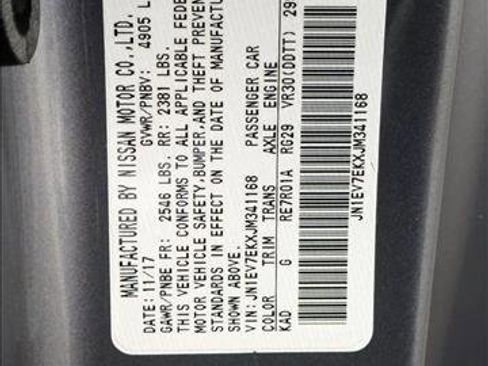 MANUFACTURED BY NISSAN MOTOR CO.,LTD.
DATE: 11/17 GVWR/PNBV: 4905 L
GAWR/PNBE FR: 2546 LBS. RR: 2381 LBS.
THIS VEHICLE CONFORMS TO ALL APPLICABLE FEDE
MOTOR VEHICLE SAFETY,BUMPER,AND THEFT PREVEN
STANDARDS IN EFFECT ON THE DATE OF MANUFACTUR
SHOWN ABOVE.
VIN: JN1EV7EKXJM341168 PASSENGER CAR
COLOR TRIM TRANS AXLE ENGINE
KAD G RE7R01A RG29 VR30(DDTT) 29
JN1EV7EKXJM341168